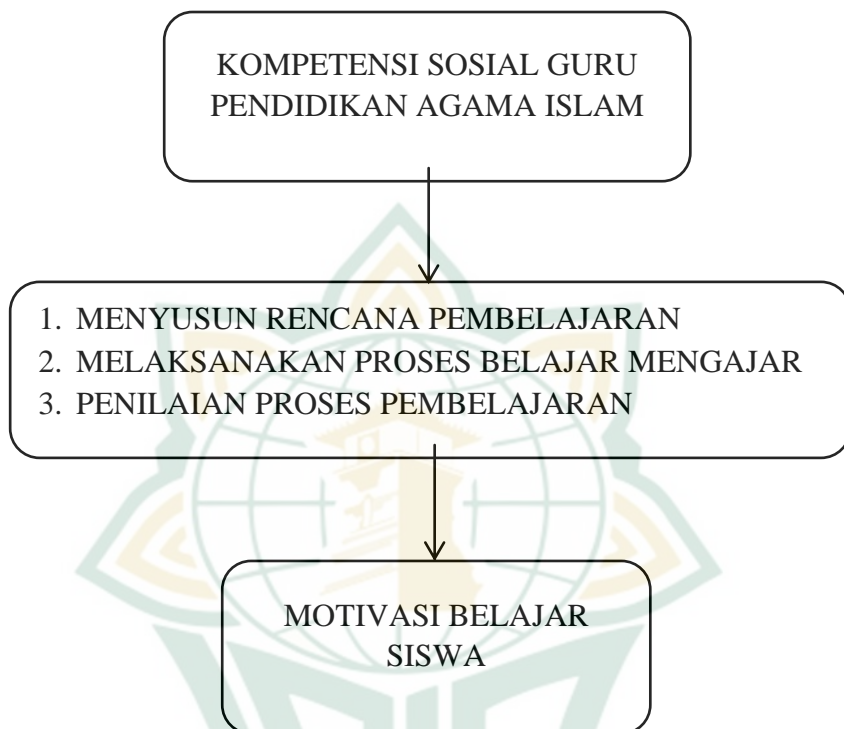 KOMPETENSI SOSIAL GURU
PENDIDIKAN AGAMA ISLAM
1. MENYUSUN RENCANA PEMBELAJARAN
2. MELAKSANAKAN PROSES BELAJAR MENGAJAR
3. PENILAIAN PROSES PEMBELAJARAN
MOTIVASI BELAJAR
SISWA